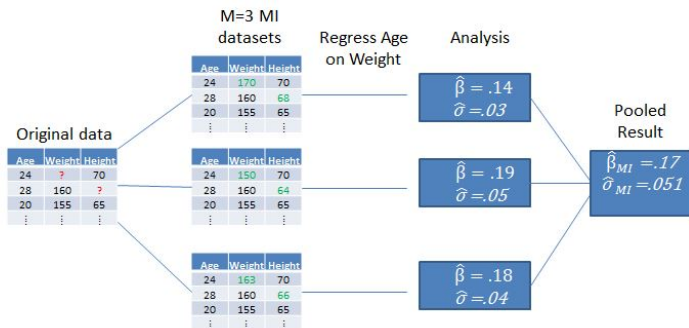 M=3 MI
datasets
Regress Age
on Weight
Analysis
Pooled
Result
Original data
Age Weight Height
24 ? 70
28 160 ?
20 155 65
⋮ ⋮ ⋮
Age Weight Height
24 170 70
28 160 68
20 155 65
⋮ ⋮ ⋮
Age Weight Height
24 150 70
28 160 64
20 155 65
⋮ ⋮ ⋮
Age Weight Height
24 163 70
28 160 66
20 155 65
⋮ ⋮ ⋮
β̂ = .14
σ̂ =.03
β̂ = .19
σ̂ =.05
β̂ = .18
σ̂ =.04
β̂MI =.17
σ̂ MI =.051